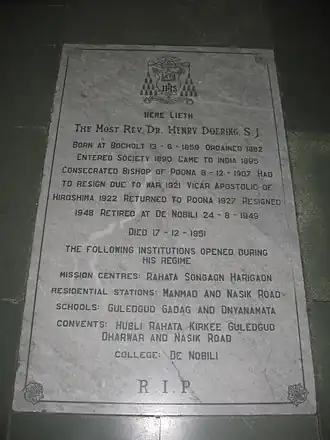 IHS
HERE LIETH
THE MOST REV. DR. HENRY DOERING, S. J.
BORN AT BOCHOLT 13-6-1859 ORDAINED 1882
ENTERED SOCIETY 1890 CAME TO INDIA 1895
CONSECRATED BISHOP OF POONA 8-12-1907 HAD
TO RESIGN DUE TO WAR 1921 VICAR APOSTOLIC OF
HIROSHIMA 1922 RETURNED TO POONA 1927 RESIGNED
1948 RETIRED AT DE NOBILI 24-8-1949
DIED 17-12-1951
THE FOLLOWING INSTITUTIONS OPENED DURING
HIS REGIME
MISSION CENTRES: RAHATA SONGAGN HARIGAON
RESIDENTIAL STATIONS: MANMAD AND NASIK ROAD
SCHOOLS: GULEDGUD GADAG AND DNYANAMATA
CONVENTS: HUBLI RAHATA KIRKEE GULEDGUD
DHARWAR AND NASIK ROAD
COLLEGE: DE NOBILI
R.I.P.